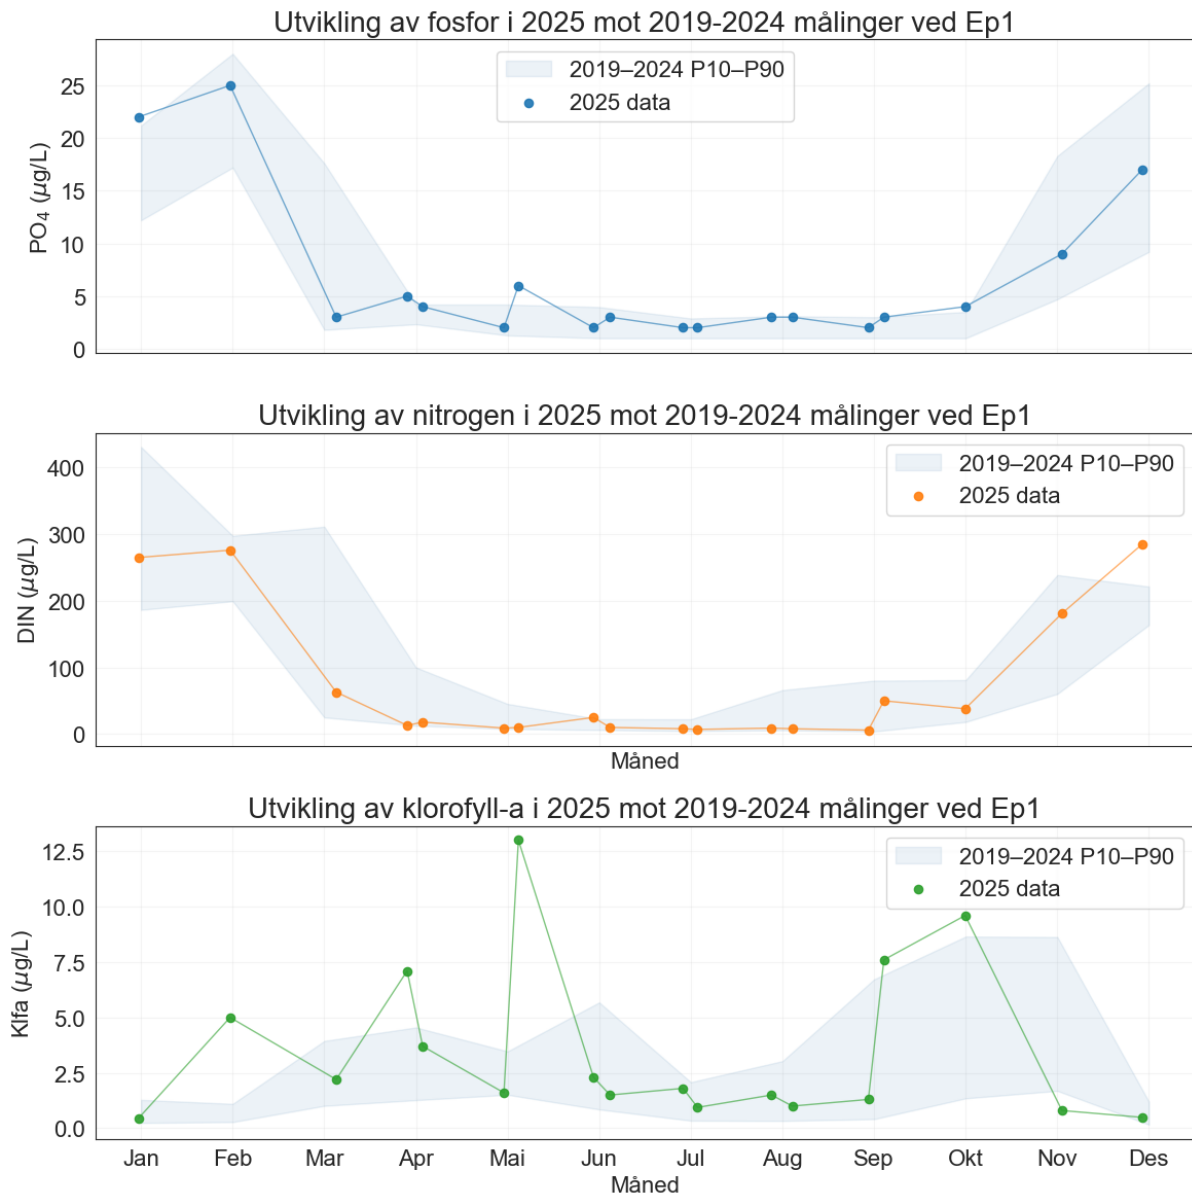 Utvikling av fosfor i 2025 mot 2019-2024 målinger ved Ep1
2019–2024 P10–P90
2025 data
PO₄ (µg/L)
25
20
15
10
5
0
Utvikling av nitrogen i 2025 mot 2019-2024 målinger ved Ep1
2019–2024 P10–P90
2025 data
DIN (µg/L)
400
300
200
100
0
Måned
Utvikling av klorofyll-a i 2025 mot 2019-2024 målinger ved Ep1
2019–2024 P10–P90
2025 data
Klfa (µg/L)
12.5
10.0
7.5
5.0
2.5
0.0
Jan Feb Mar Apr Mai Jun Jul Aug Sep Okt Nov Des
Måned